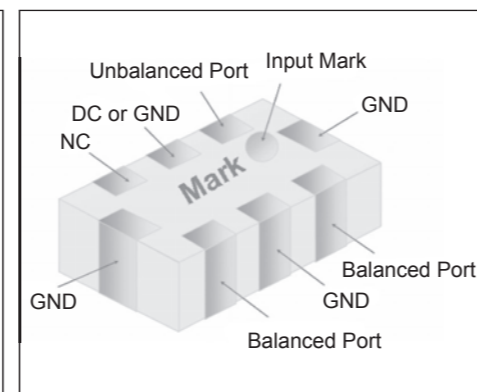 Unbalanced Port
Input Mark
DC or GND
GND
NC
Mark
Balanced Port
GND
GND
Balanced Port